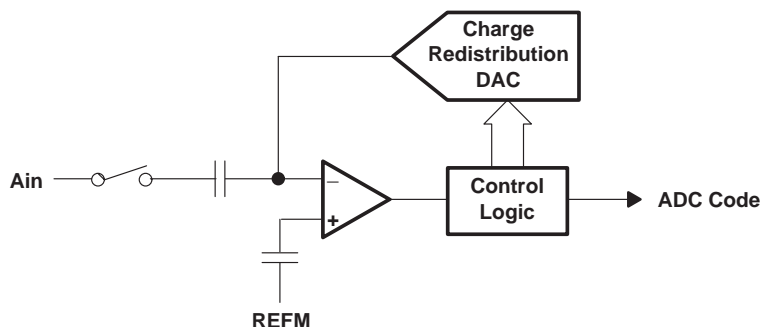 Charge
Redistribution
DAC
Ain
−
+
Control
Logic
ADC Code
REFM